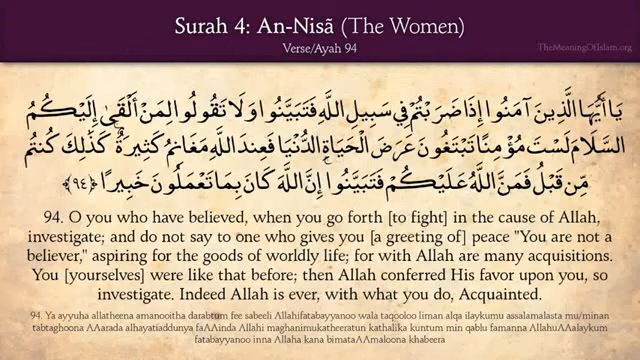 Surah 4: An-Nisã (The Women)
Verse/Ayah 94
TheMeaningOfIslam.org
يَا أَيُّهَا الَّذِينَ آمَنُوا إِذَا ضَرَبْتُمْ فِي سَبِيلِ اللَّهِ فَتَبَيَّنُوا وَلَا تَقُولُوا لِمَنْ أَلْقَىٰ إِلَيْكُمُ
السَّلَامَ لَسْتَ مُؤْمِنًا تَبْتَغُونَ عَرَضَ الْحَيَاةِ الدُّنْيَا فَعِندَ اللَّهِ مَغَانِمُ كَثِيرَةٌ ۚ كَذَٰلِكَ كُنتُم
مِّن قَبْلُ فَمَنَّ اللَّهُ عَلَيْكُمْ فَتَبَيَّنُوا ۚ إِنَّ اللَّهَ كَانَ بِمَا تَعْمَلُونَ خَبِيرًا ﴿٩٤﴾
94. O you who have believed, when you go forth [to fight] in the cause of Allah,
investigate; and do not say to one who gives you [a greeting of] peace "You are not a
believer," aspiring for the goods of worldly life; for with Allah are many acquisitions.
You [yourselves] were like that before; then Allah conferred His favor upon you, so
investigate. Indeed Allah is ever, with what you do, Acquainted.
94. Ya ayyuha allatheena amanooitha darabtum fee sabeeli Allahifatabayyanoo wala taqooloo liman alqa ilaykumu assalamalasta mu/minan
tabtaghoona AAarada alhayatiaddunya faAAinda Allahi maghanimukatheeratun kathalika kuntum min qablu famanna AllahuAAalaykum
fatabayyanoo inna Allaha kana bimataAAmaloona khabeera